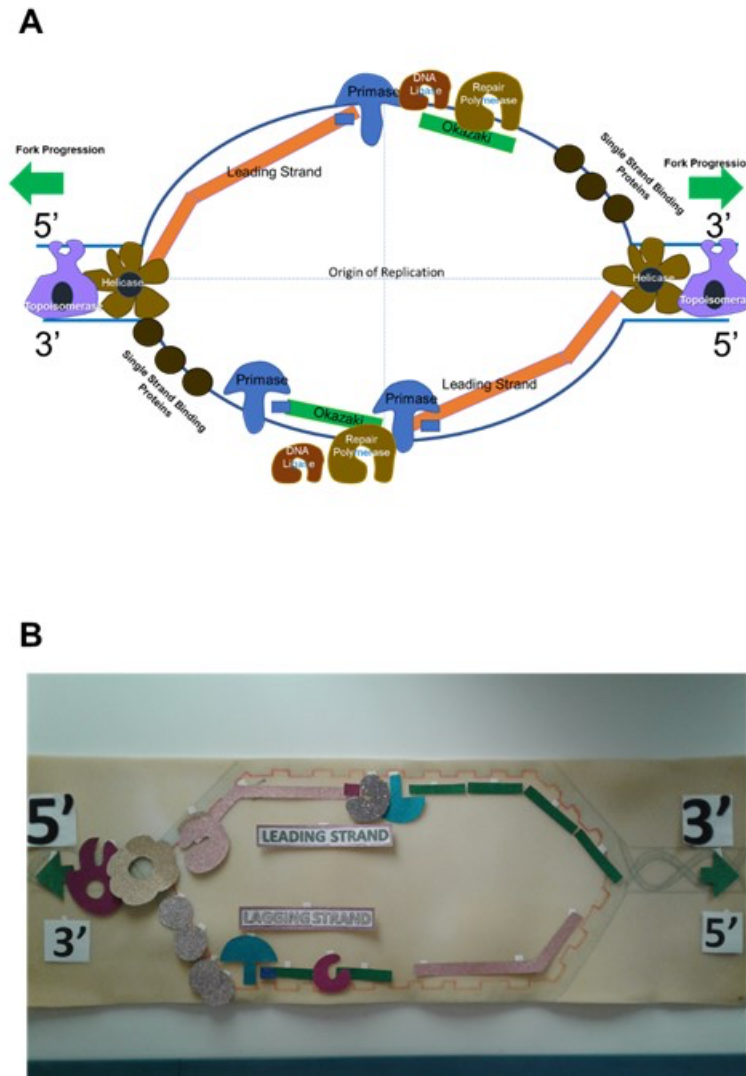 A
Primase
DNA
Ligase
Repair
Polymerase
Okazaki
Fork Progression
Leading Strand
Single Strand Binding
Proteins
Fork Progression
5’
3’
Helicase
Topoisomerase
Origin of Replication
Helicase
Topoisomeras
3’
5’
Single Strand Binding
Proteins
Primase
Okazaki
Primase
Leading Strand
DNA
Ligase
Repair
Polymerase
B
5’
3’
LEADING STRAND
LAGGING STRAND
3’
5’